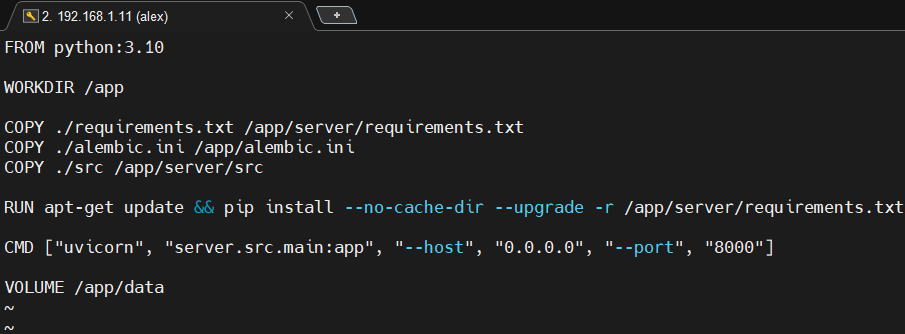 2. 192.168.1.11 (alex)
FROM python:3.10
WORKDIR /app
COPY ./requirements.txt /app/server/requirements.txt
COPY ./alembic.ini /app/alembic.ini
COPY ./src /app/server/src
RUN apt-get update && pip install --no-cache-dir --upgrade -r /app/server/requirements.txt
CMD ["uvicorn", "server.src.main:app", "--host", "0.0.0.0", "--port", "8000"]
VOLUME /app/data
~
~